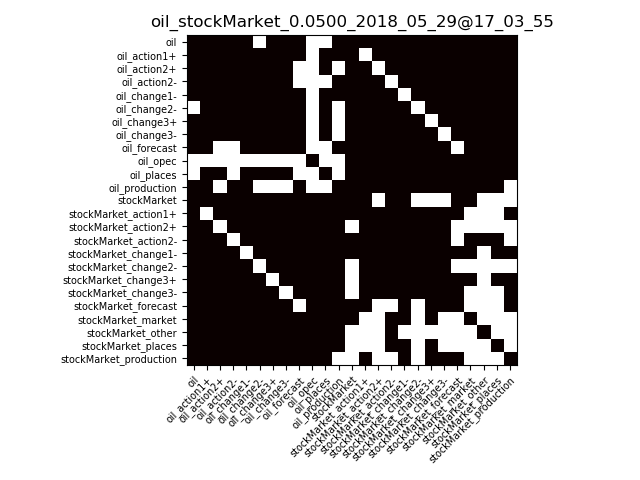 oil_stockMarket_0.0500_2018_05_29@17_03_55
oil
oil_action1+
oil_action2+
oil_action2-
oil_change1-
oil_change2-
oil_change3+
oil_change3-
oil_forecast
oil_opec
oil_places
oil_production
stockMarket
stockMarket_action1+
stockMarket_action2+
stockMarket_action2-
stockMarket_change1-
stockMarket_change2-
stockMarket_change3+
stockMarket_change3-
stockMarket_forecast
stockMarket_market
stockMarket_other
stockMarket_places
stockMarket_production
oil
oil_action1+
oil_action2+
oil_action2-
oil_change1-
oil_change2-
oil_change3+
oil_change3-
oil_forecast
oil_opec
oil_places
oil_production
stockMarket
stockMarket_action1+
stockMarket_action2+
stockMarket_action2-
stockMarket_change1-
stockMarket_change2-
stockMarket_change3+
stockMarket_change3-
stockMarket_forecast
stockMarket_market
stockMarket_other
stockMarket_places
stockMarket_production